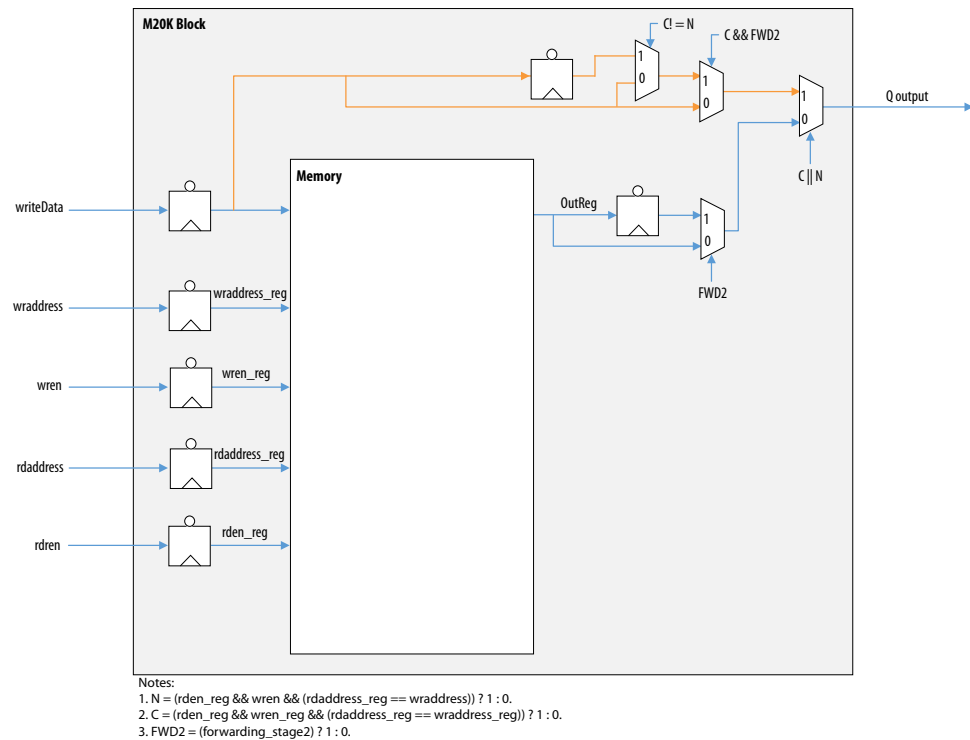 M20K Block
C! = N
C && FWD2
1
0
1
0
1
0
Q output
C || N
Memory
writeData
OutReg
1
0
FWD2
wraddress
wraddress_reg
wren
wren_reg
rdaddress
rdaddress_reg
rdren
rden_reg
Notes:
1. N = (rden_reg && wren && (rdaddress_reg == wraddress)) ? 1 : 0.
2. C = (rden_reg && wren_reg && (rdaddress_reg == wraddress_reg)) ? 1 : 0.
3. FWD2 = (forwarding_stage2) ? 1 : 0.